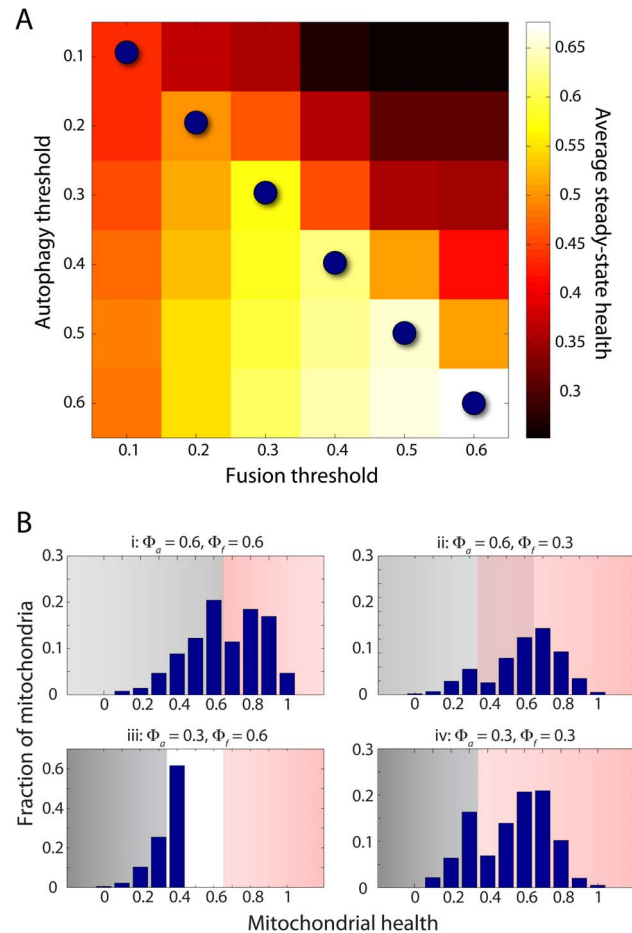 A
0.1
0.2
0.3
0.4
0.5
0.6
Autophagy threshold
0.1 0.2 0.3 0.4 0.5 0.6
Fusion threshold
0.65
0.6
0.55
0.5
0.45
0.4
0.35
0.3
Average steady-state health
B
i: Φa = 0.6, Φf = 0.6
0.3
0.2
0.1
0
0 0.2 0.4 0.6 0.8 1
ii: Φa = 0.6, Φf = 0.3
0.3
0.2
0.1
0
0 0.2 0.4 0.6 0.8 1
iii: Φa = 0.3, Φf = 0.6
0.6
0.4
0.2
0
0 0.2 0.4 0.6 0.8 1
iv: Φa = 0.3, Φf = 0.3
0.3
0.2
0.1
0
0 0.2 0.4 0.6 0.8 1
Fraction of mitochondria
Mitochondrial health